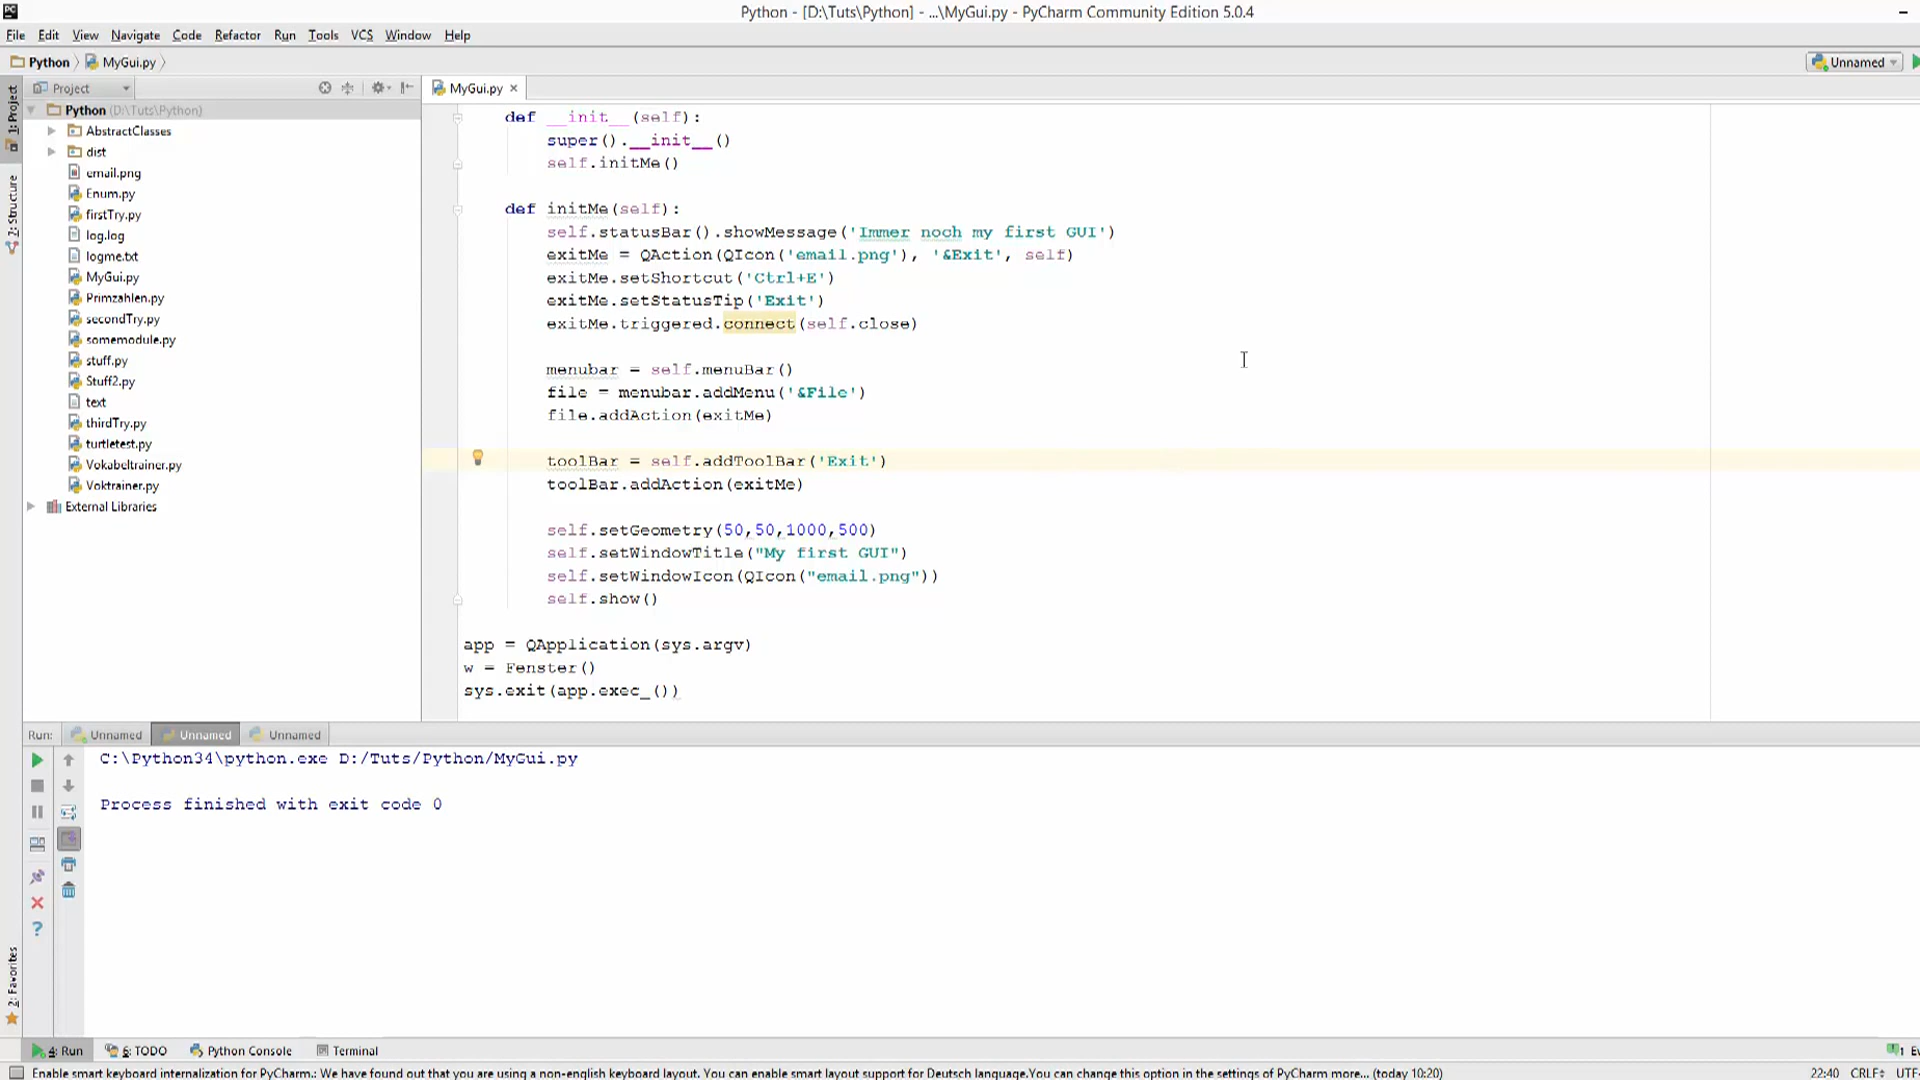 Python - [D:\Tuts\Python] - ...\MyGui.py - PyCharm Community Edition 5.0.4
File Edit View Navigate Code Refactor Run Tools VCS Window Help
Python MyGui.py Unnamed
1: Project
2: Structure
2: Favorites
Project
Python (D:\Tuts\Python)
AbstractClasses
dist
email.png
Enum.py
firstTry.py
log.log
logme.txt
MyGui.py
Primzahlen.py
secondTry.py
somemodule.py
stuff.py
Stuff2.py
text
thirdTry.py
turtletest.py
Vokabeltrainer.py
Voktrainer.py
External Libraries
MyGui.py
def __init__(self):
super().__init__()
self.initMe()
def initMe(self):
self.statusBar().showMessage('Immer noch my first GUI')
exitMe = QAction(QIcon('email.png'), '&Exit', self)
exitMe.setShortcut('Ctrl+E')
exitMe.setStatusTip('Exit')
exitMe.triggered.connect(self.close)
menubar = self.menuBar()
file = menubar.addMenu('&File')
file.addAction(exitMe)
toolBar = self.addToolBar('Exit')
toolBar.addAction(exitMe)
self.setGeometry(50,50,1000,500)
self.setWindowTitle("My first GUI")
self.setWindowIcon(QIcon("email.png"))
self.show()
app = QApplication(sys.argv)
w = Fenster()
sys.exit(app.exec_())
Run: Unnamed Unnamed Unnamed
C:\Python34\python.exe D:/Tuts/Python/MyGui.py
Process finished with exit code 0
4: Run 6: TODO Python Console Terminal 1 Ev
Enable smart keyboard internalization for PyCharm.: We have found out that you are using a non-english keyboard layout. You can enable smart layout support for Deutsch language.You can change this option in the settings of PyCharm more... (today 10:20) 22:40 CRLF UTF-